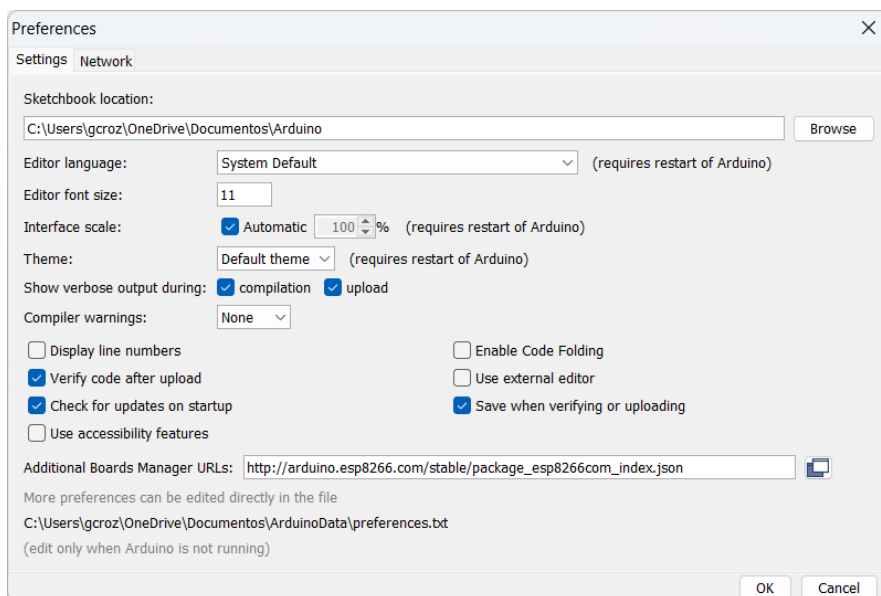 Preferences
Settings Network
Sketchbook location:
C:\Users\gcroz\OneDrive\Documentos\Arduino Browse
Editor language: System Default (requires restart of Arduino)
Editor font size: 11
Interface scale: Automatic 100 % (requires restart of Arduino)
Theme: Default theme (requires restart of Arduino)
Show verbose output during: compilation upload
Compiler warnings: None
Display line numbers Enable Code Folding
Verify code after upload Use external editor
Check for updates on startup Save when verifying or uploading
Use accessibility features
Additional Boards Manager URLs: http://arduino.esp8266.com/stable/package_esp8266com_index.json
More preferences can be edited directly in the file
C:\Users\gcroz\OneDrive\Documentos\ArduinoData\preferences.txt
(edit only when Arduino is not running)
OK Cancel